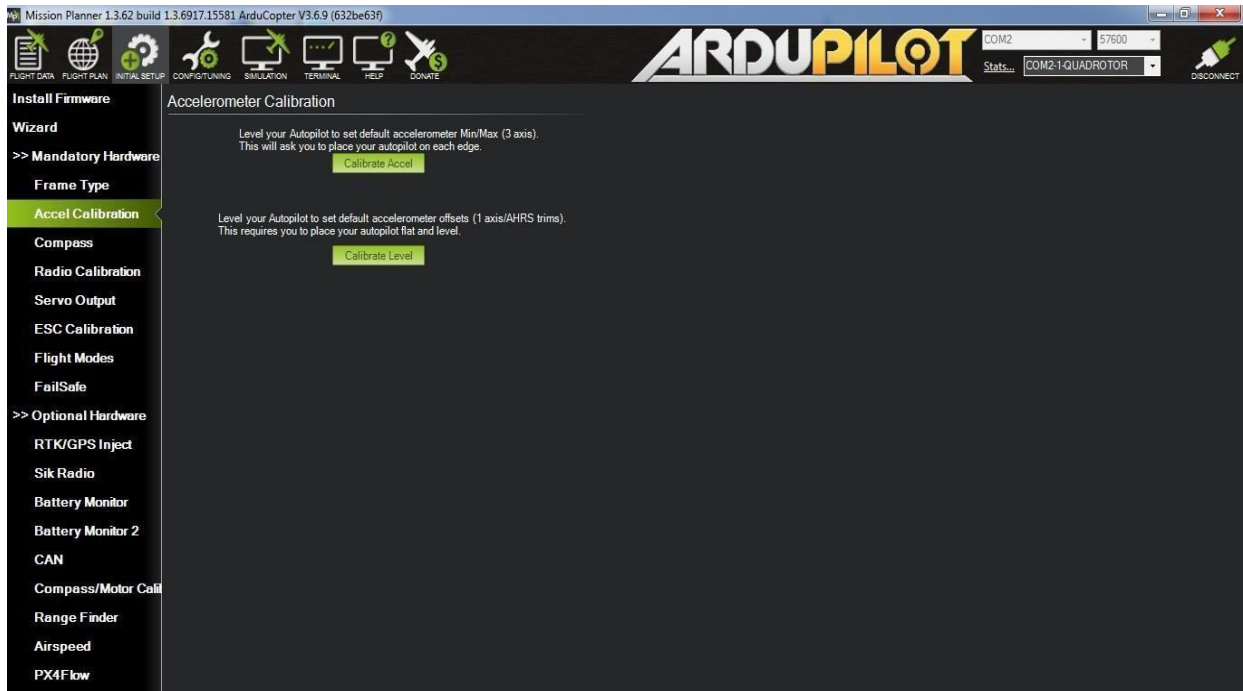 Mission Planner 1.3.62 build 1.3.6917.15581 ArduCopter V3.6.9 (632be63f)
FLIGHT DATA FLIGHT PLAN INITIAL SETUP CONFIG/TUNING SIMULATION TERMINAL HELP DONATE
ARDUPILOT
COM2 57600
Stats... COM2-1-QUADROTOR
DISCONNECT
Install Firmware
Wizard
>> Mandatory Hardware
Frame Type
Accel Calibration
Compass
Radio Calibration
Servo Output
ESC Calibration
Flight Modes
FailSafe
>> Optional Hardware
RTK/GPS Inject
Sik Radio
Battery Monitor
Battery Monitor 2
CAN
Compass/Motor Cali
Range Finder
Airspeed
PX4Flow
Accelerometer Calibration
Level your Autopilot to set default accelerometer Min/Max (3 axis).
This will ask you to place your autopilot on each edge.
Calibrate Accel
Level your Autopilot to set default accelerometer offsets (1 axis/AHRS trims).
This requires you to place your autopilot flat and level.
Calibrate Level